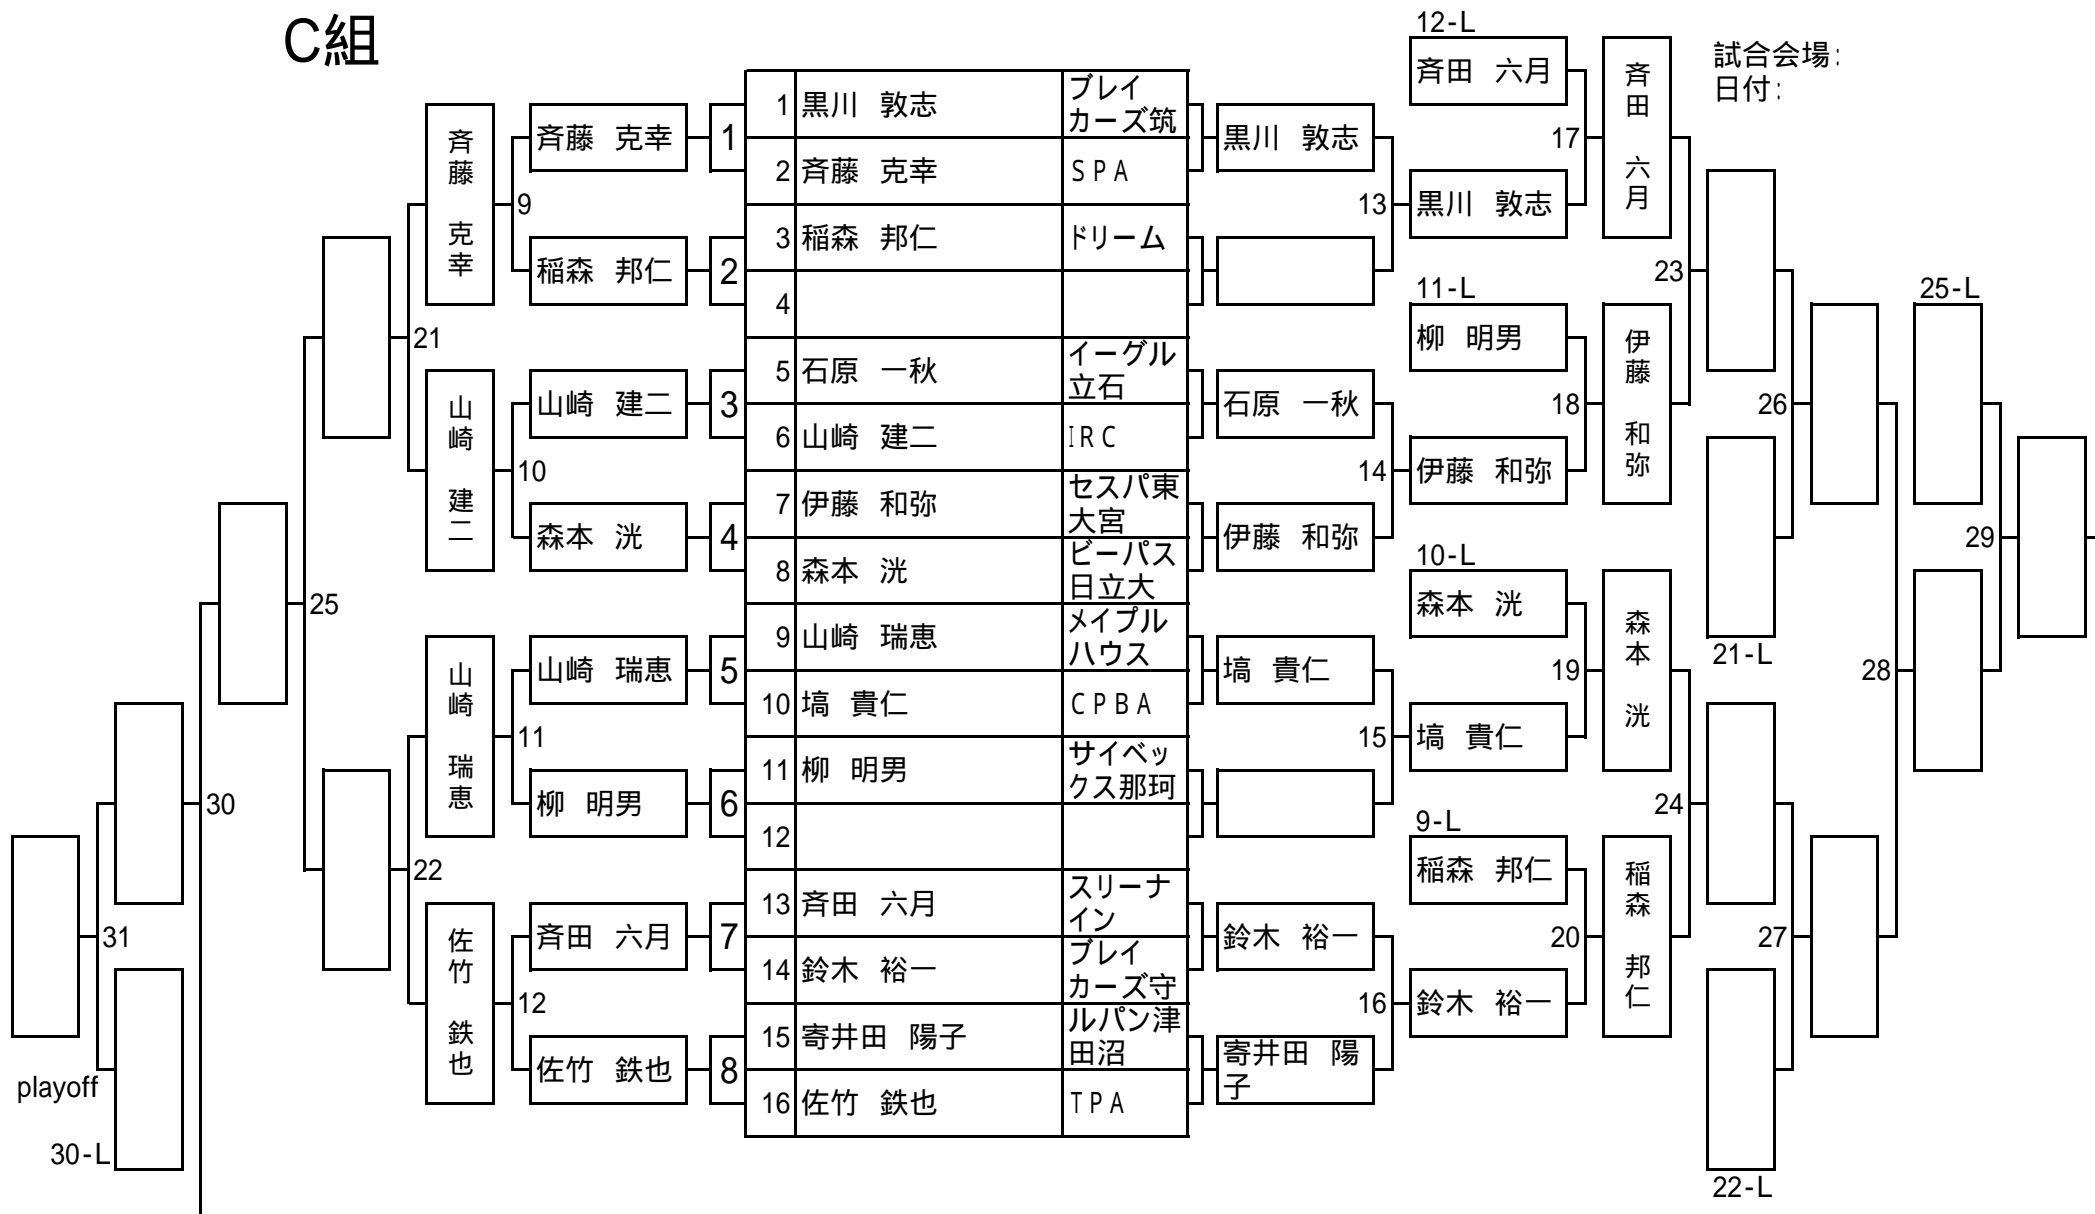 C組
試合会場:
日付:
1 黒川 敦志 ブレイ
カーズ筑
2 斉藤 克幸 SPA
3 稲森 邦仁 ドリーム
4
5 石原 一秋 イーグル
立石
6 山崎 建二 IRC
7 伊藤 和弥 セスパ東
大宮
8 森本 洸 ビーパス
日立大
9 山崎 瑞恵 メイプル
ハウス
10 塙 貴仁 CPBA
11 柳 明男 サイベッ
クス那珂
12
13 斉田 六月 スリーナ
イン
14 鈴木 裕一 ブレイ
カーズ守
15 寄井田 陽子 ルパン津
田沼
16 佐竹 鉄也 TPA
斉藤 克幸
1
稲森 邦仁
2
山崎 建二
3
森本 洸
4
山崎 瑞恵
5
柳 明男
6
斉田 六月
7
佐竹 鉄也
8
斉藤 克幸
9
山崎 建二
10
山崎 瑞恵
11
佐竹 鉄也
12
21
22
25
30
31
playoff
30-L
黒川 敦志
13
石原 一秋
伊藤 和弥
14
塙 貴仁
15
鈴木 裕一
寄井田 陽
子
16
12-L
斉田 六月
17
黒川 敦志
11-L
柳 明男
18
伊藤 和弥
10-L
森本 洸
19
塙 貴仁
9-L
稲森 邦仁
20
鈴木 裕一
斉田 六月
伊藤 和弥
森本 洸
稲森 邦仁
23
24
26
21-L
27
22-L
28
25-L
29